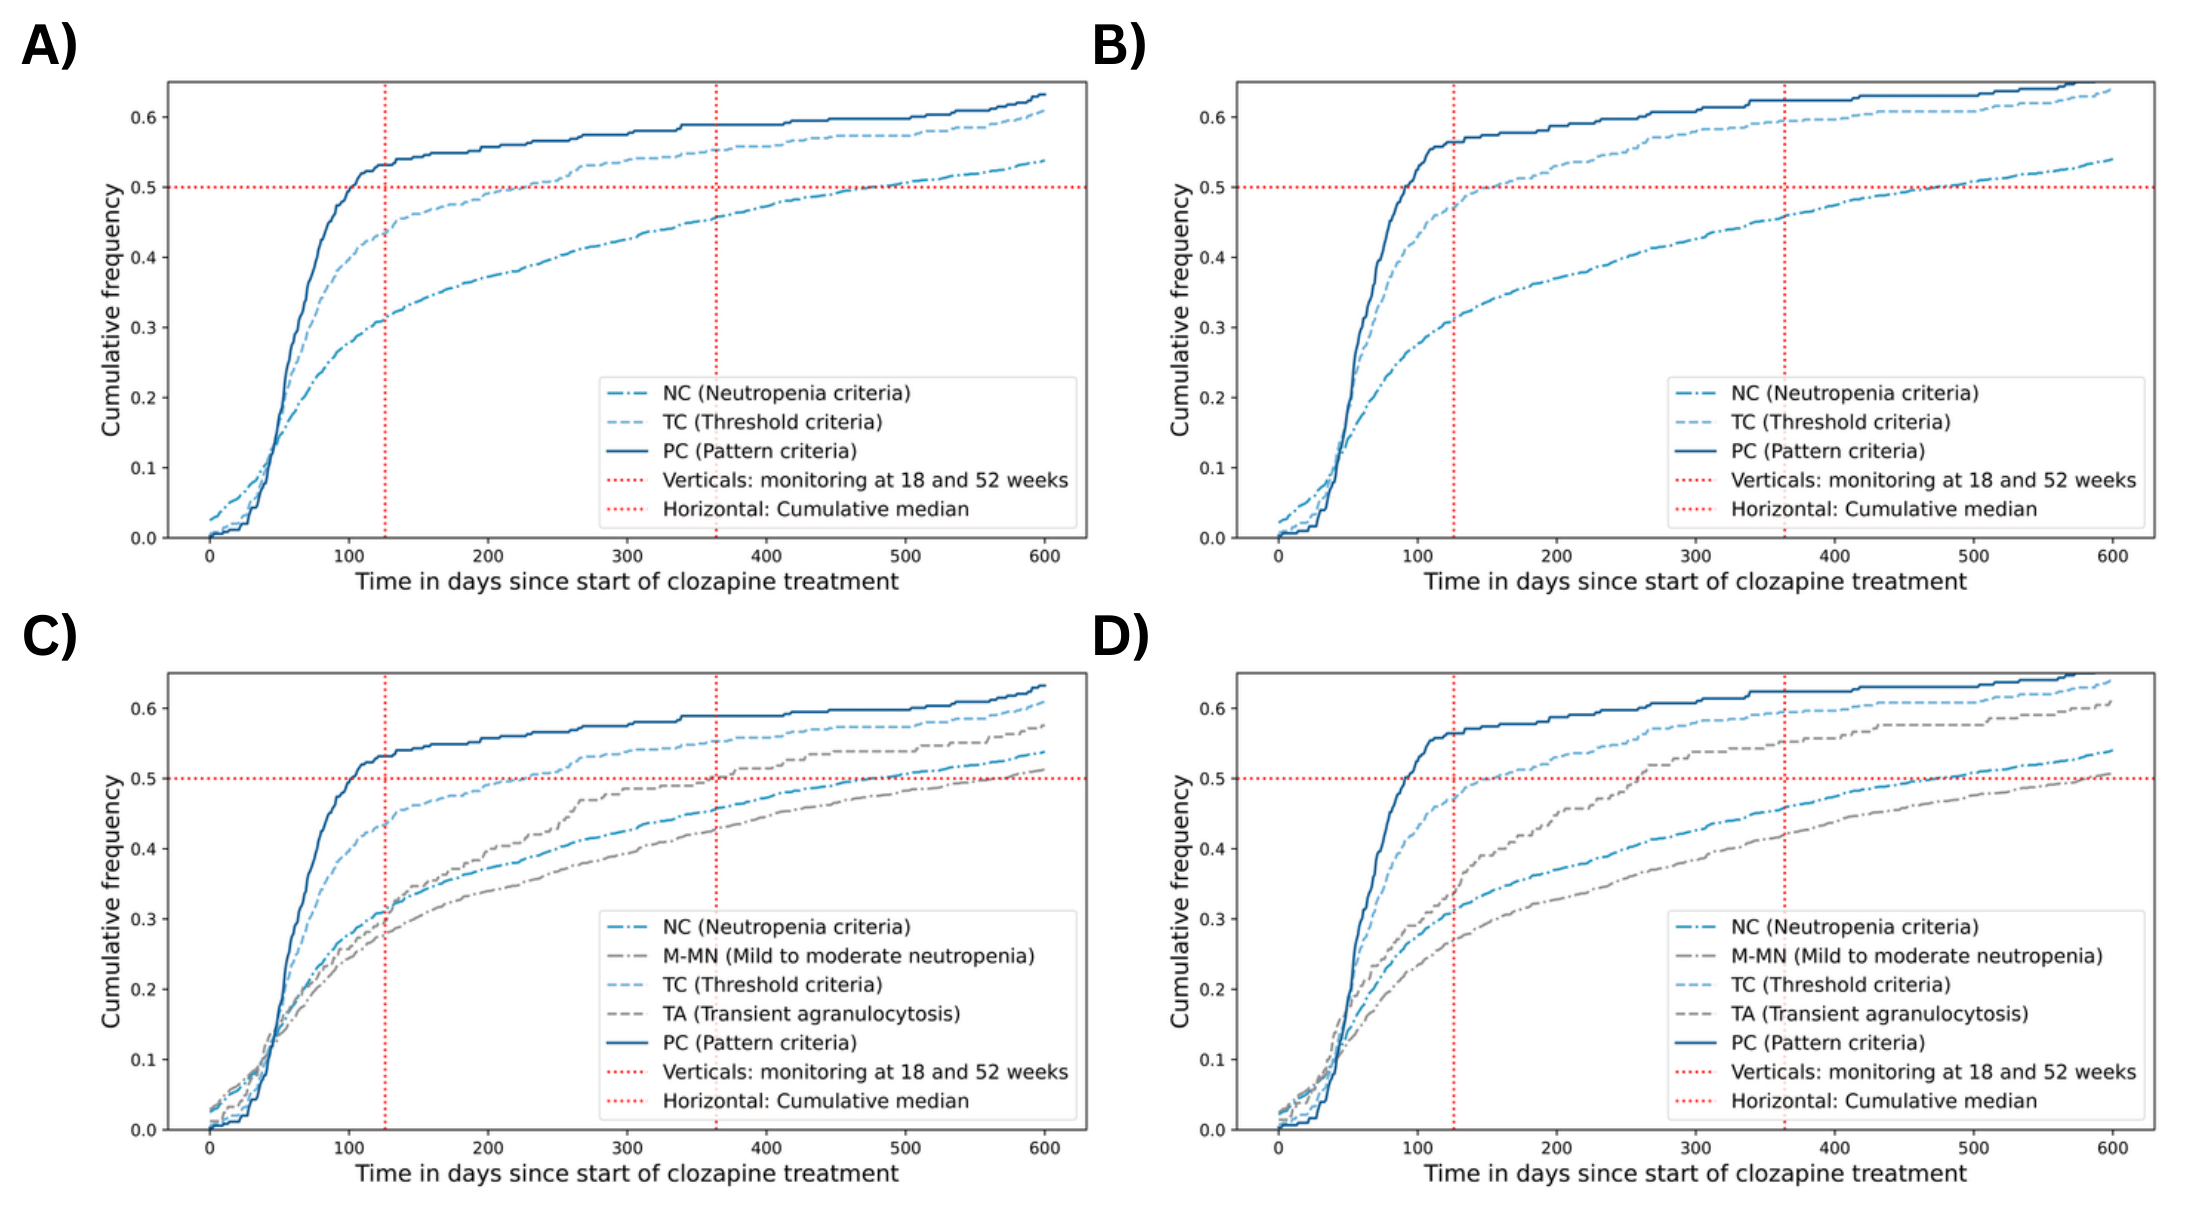 A)
Cumulative frequency
0.6
0.5
0.4
0.3
0.2
0.1
0.0
NC (Neutropenia criteria)
TC (Threshold criteria)
PC (Pattern criteria)
Verticals: monitoring at 18 and 52 weeks
Horizontal: Cumulative median
0 100 200 300 400 500 600
Time in days since start of clozapine treatment
B)
Cumulative frequency
0.6
0.5
0.4
0.3
0.2
0.1
0.0
NC (Neutropenia criteria)
TC (Threshold criteria)
PC (Pattern criteria)
Verticals: monitoring at 18 and 52 weeks
Horizontal: Cumulative median
0 100 200 300 400 500 600
Time in days since start of clozapine treatment
C)
Cumulative frequency
0.6
0.5
0.4
0.3
0.2
0.1
0.0
NC (Neutropenia criteria)
M-MN (Mild to moderate neutropenia)
TC (Threshold criteria)
TA (Transient agranulocytosis)
PC (Pattern criteria)
Verticals: monitoring at 18 and 52 weeks
Horizontal: Cumulative median
0 100 200 300 400 500 600
Time in days since start of clozapine treatment
D)
Cumulative frequency
0.6
0.5
0.4
0.3
0.2
0.1
0.0
NC (Neutropenia criteria)
M-MN (Mild to moderate neutropenia)
TC (Threshold criteria)
TA (Transient agranulocytosis)
PC (Pattern criteria)
Verticals: monitoring at 18 and 52 weeks
Horizontal: Cumulative median
0 100 200 300 400 500 600
Time in days since start of clozapine treatment